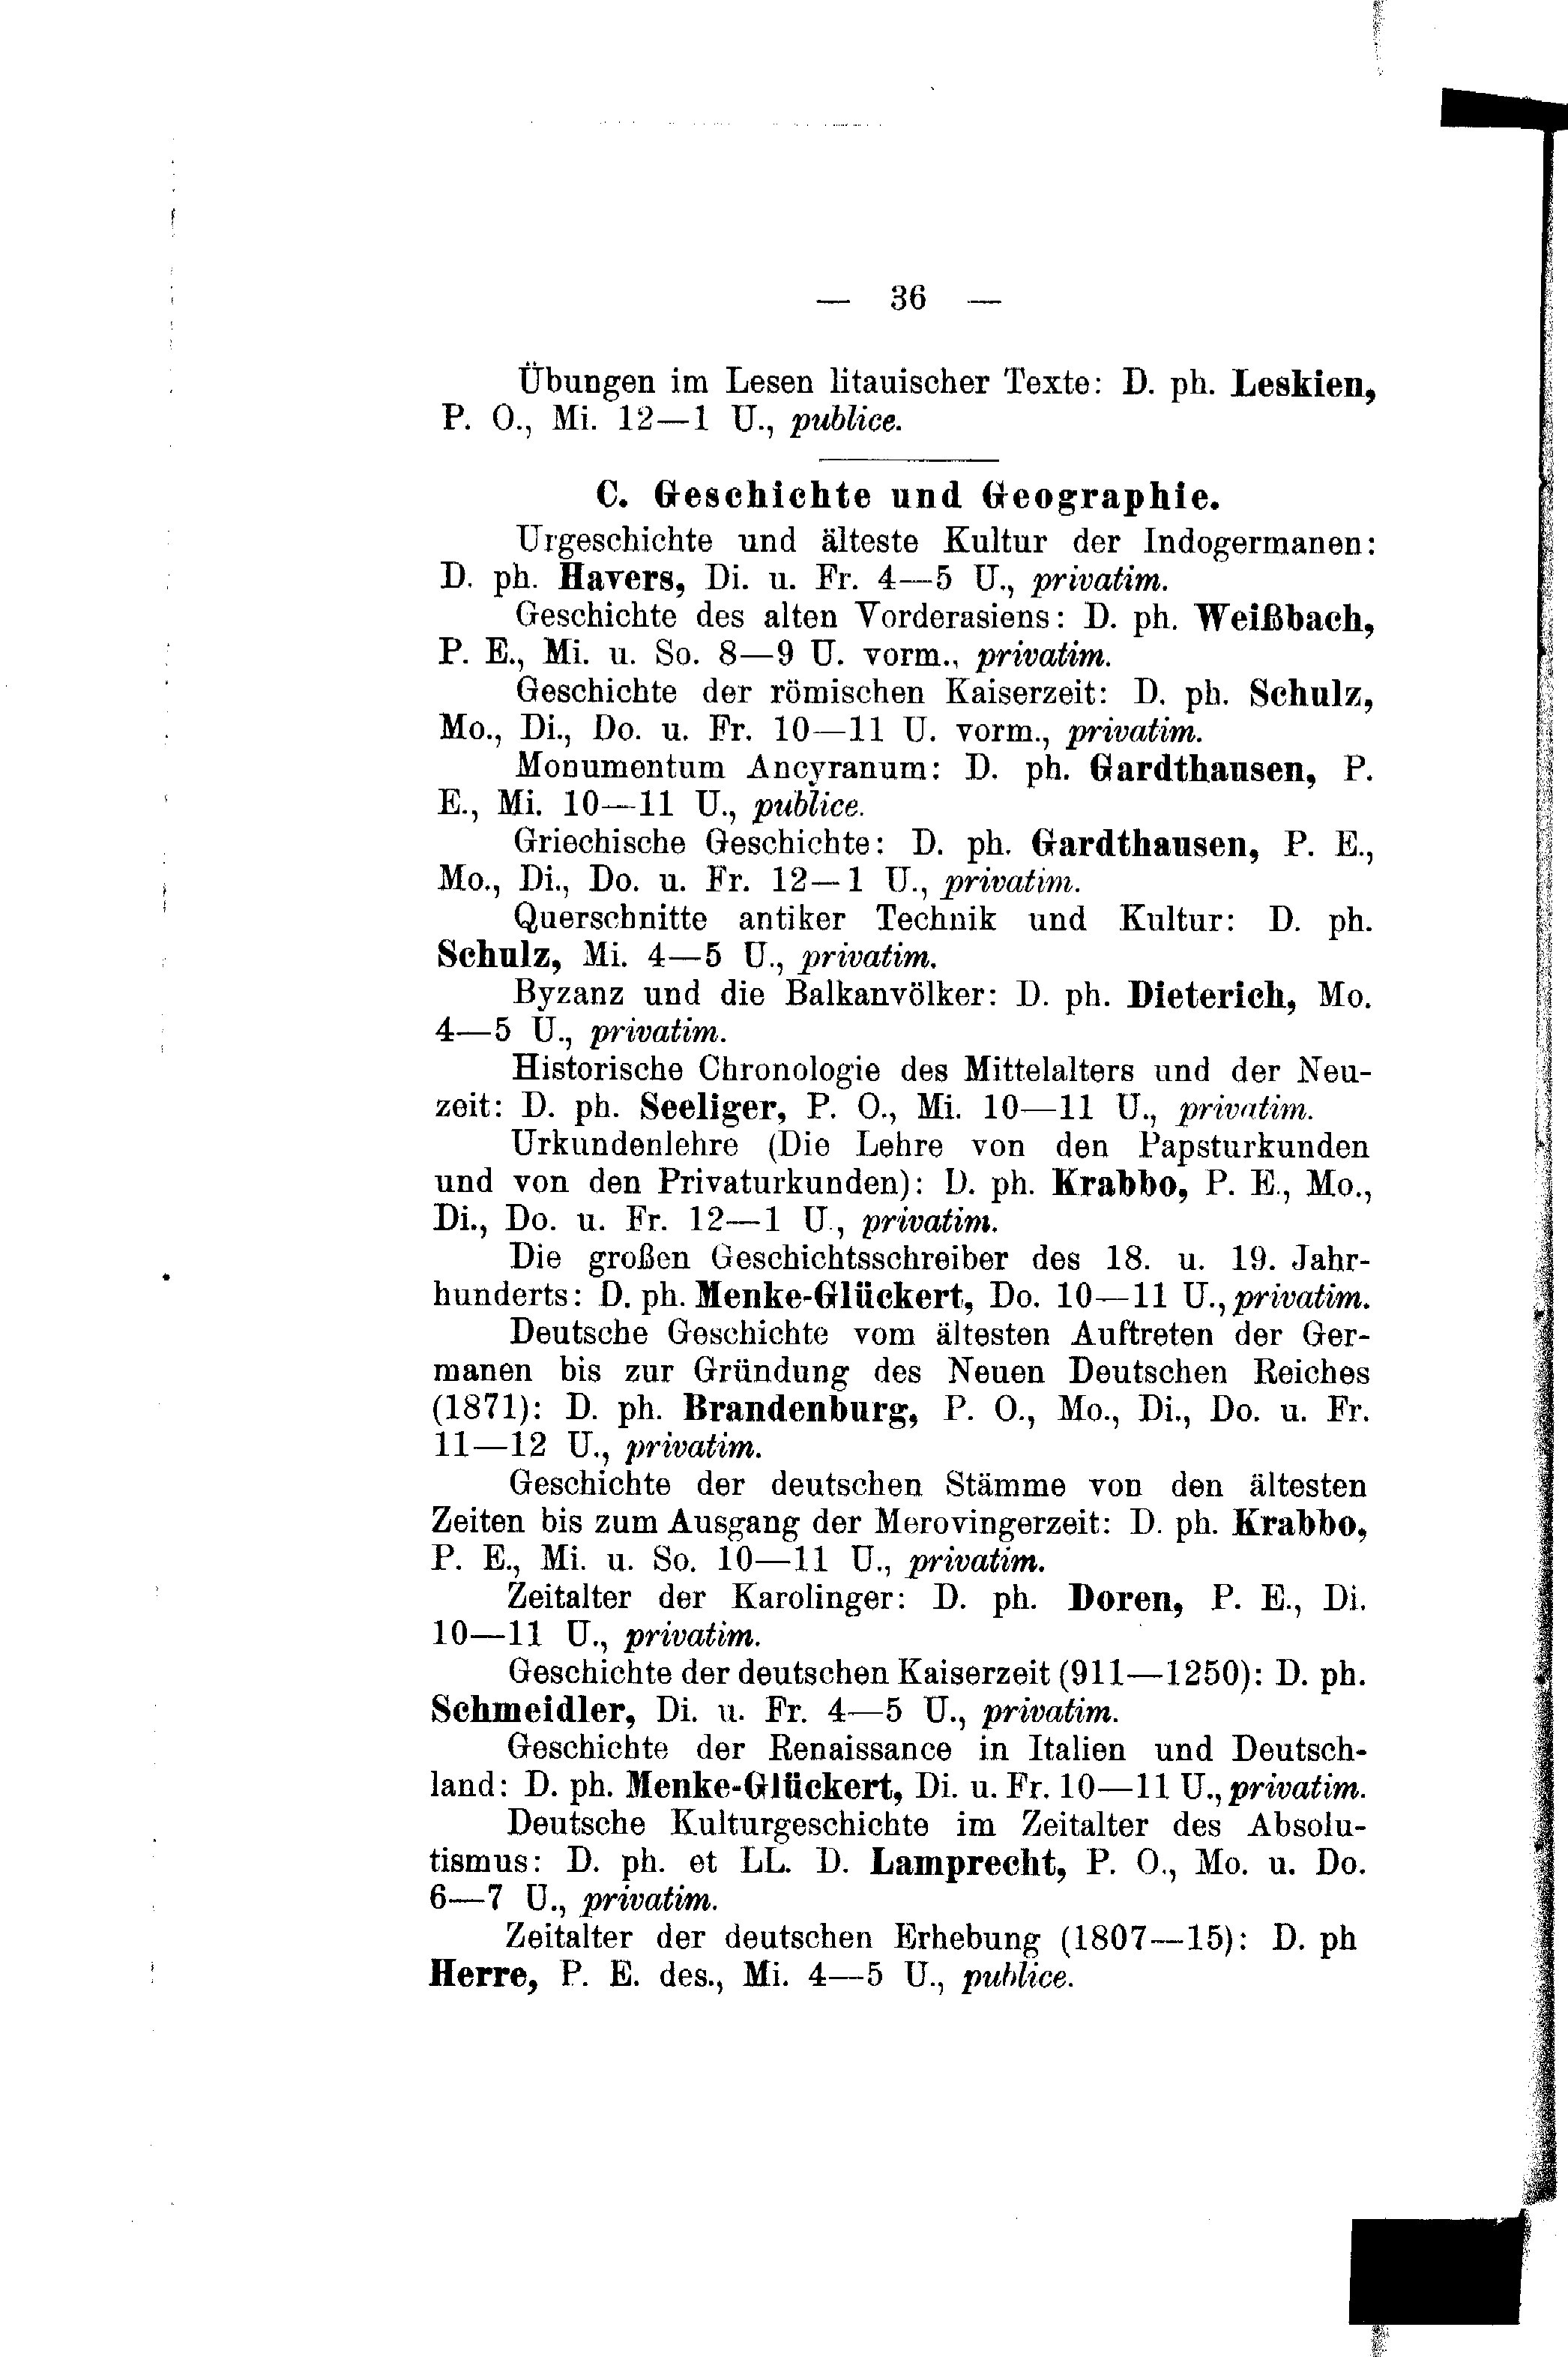 — 36 —
Übungen im Lesen litauischer Texte: D. ph. Leskien,
P. O., Mi. 12—1 U., publice.
C. Geschichte und Geographie.
Urgeschichte und älteste Kultur der Indogermanen:
D. ph. Havers, Di. u. Fr. 4—5 U., privatim.
Geschichte des alten Vorderasiens: D. ph. Weißbach,
P. E., Mi. u. So. 8—9 U. vorm., privatim.
Geschichte der römischen Kaiserzeit: D. ph. Schulz,
Mo., Di., Do. u. Fr. 10—11 U. vorm., privatim.
Monumentum Ancyranum: D. ph. Gardthausen, P.
E., Mi. 10—11 U., publice.
Griechische Geschichte: D. ph. Gardthausen, P. E.,
Mo., Di., Do. u. Fr. 12—1 U., privatim.
Querschnitte antiker Technik und Kultur: D. ph.
Schulz, Mi. 4—5 U., privatim.
Byzanz und die Balkanvölker: D. ph. Dieterich, Mo.
4—5 U., privatim.
Historische Chronologie des Mittelalters und der Neu-
zeit: D. ph. Seeliger, P. O., Mi. 10—11 U., privatim.
Urkundenlehre (Die Lehre von den Papsturkunden
und von den Privaturkunden): D. ph. Krabbo, P. E., Mo.,
Di., Do. u. Fr. 12—1 U., privatim.
Die großen Geschichtsschreiber des 18. u. 19. Jahr-
hunderts: D. ph. Menke-Glückert, Do. 10—11 U., privatim.
Deutsche Geschichte vom ältesten Auftreten der Ger-
manen bis zur Gründung des Neuen Deutschen Reiches
(1871): D. ph. Brandenburg, P. O., Mo., Di., Do. u. Fr.
11—12 U., privatim.
Geschichte der deutschen Stämme von den ältesten
Zeiten bis zum Ausgang der Merovingerzeit: D. ph. Krabbo,
P. E., Mi. u. So. 10—11 U., privatim.
Zeitalter der Karolinger: D. ph. Doren, P. E., Di.
10—11 U., privatim.
Geschichte der deutschen Kaiserzeit (911—1250): D. ph.
Schmeidler, Di. u. Fr. 4—5 U., privatim.
Geschichte der Renaissance in Italien und Deutsch-
land: D. ph. Menke-Glückert, Di. u. Fr. 10—11 U., privatim.
Deutsche Kulturgeschichte im Zeitalter des Absolu-
tismus: D. ph. et LL. D. Lamprecht, P. O., Mo. u. Do.
6—7 U., privatim.
Zeitalter der deutschen Erhebung (1807—15): D. ph
Herre, P. E. des., Mi. 4—5 U., publice.